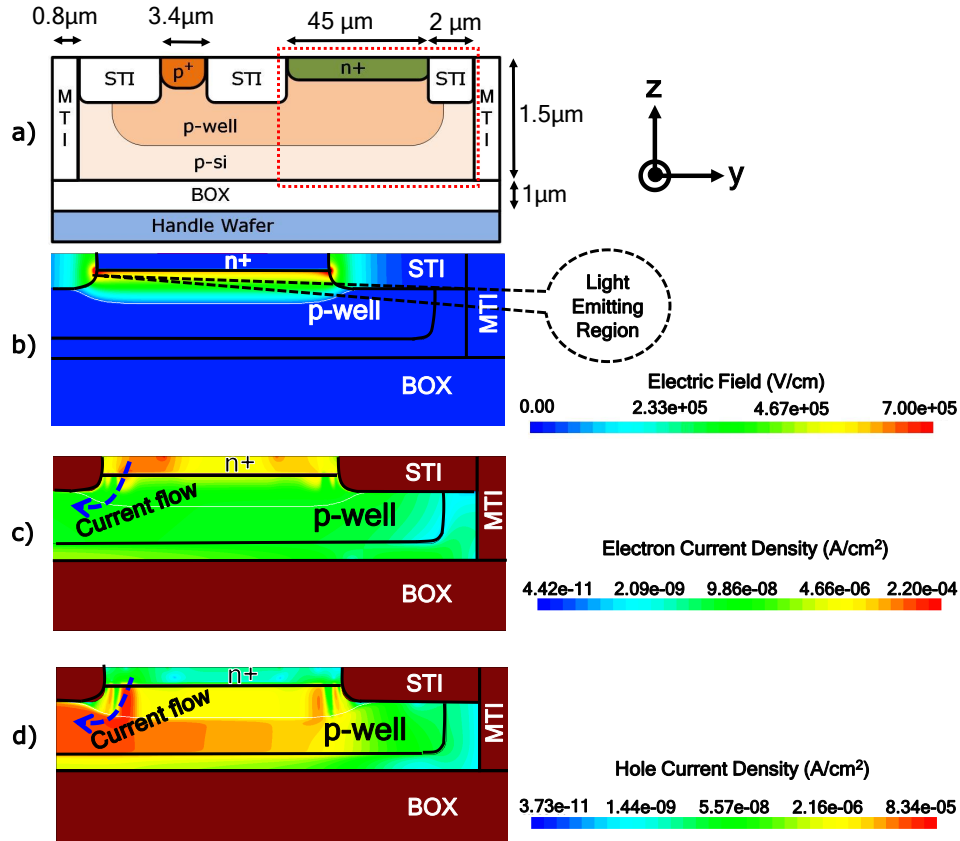 0.8µm
3.4µm
45 µm
2 µm
a)
MTI
STI
p+
STI
n+
STI
MTI
p-well
p-si
BOX
Handle Wafer
1.5µm
1µm
z
y
b)
n+
STI
p-well
MTI
BOX
Light
Emitting
Region
Electric Field (V/cm)
0.00 2.33e+05 4.67e+05 7.00e+05
c)
n+
STI
Current flow
p-well
MTI
BOX
Electron Current Density (A/cm²)
4.42e-11 2.09e-09 9.86e-08 4.66e-06 2.20e-04
d)
n+
STI
Current flow
p-well
MTI
BOX
Hole Current Density (A/cm²)
3.73e-11 1.44e-09 5.57e-08 2.16e-06 8.34e-05